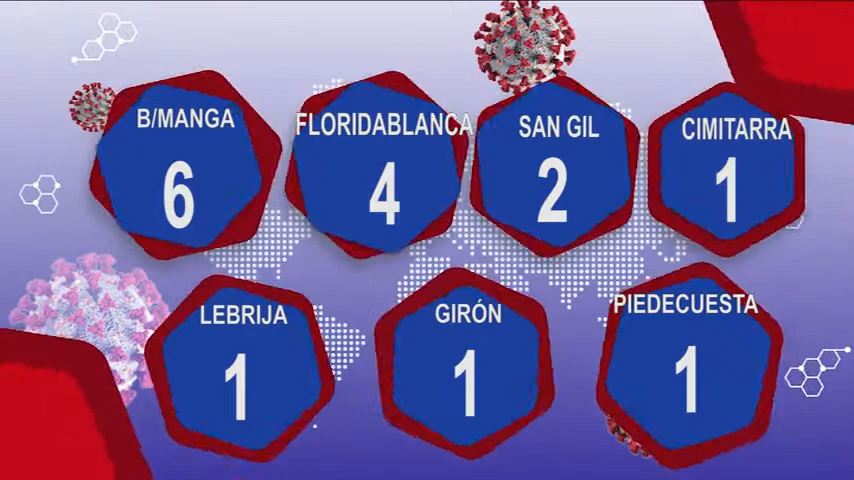 B/MANGA
6
FLORIDABLANCA
4
SAN GIL
2
CIMITARRA
1
LEBRIJA
1
GIRÓN
1
PIEDECUESTA
1